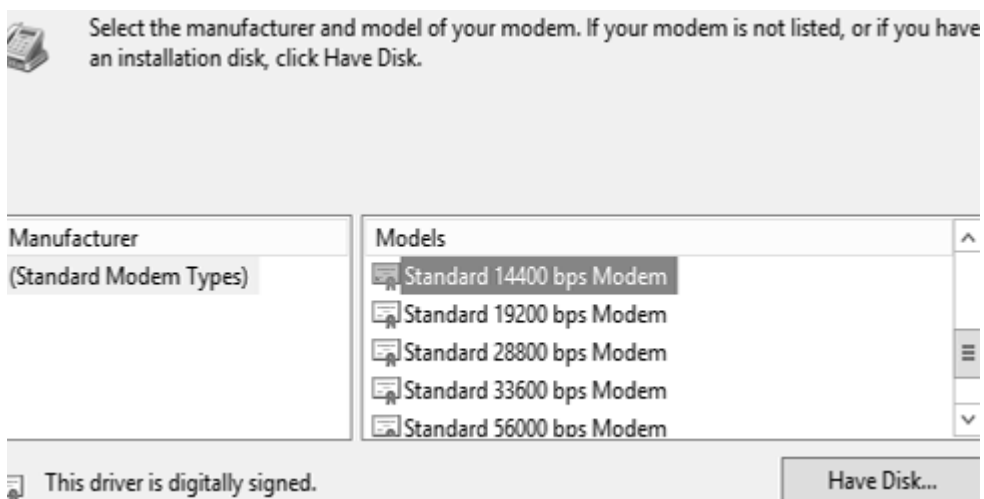 Select the manufacturer and model of your modem. If your modem is not listed, or if you have
an installation disk, click Have Disk.
Manufacturer
Models
(Standard Modem Types)
Standard 14400 bps Modem
Standard 19200 bps Modem
Standard 28800 bps Modem
Standard 33600 bps Modem
Standard 56000 bps Modem
This driver is digitally signed.
Have Disk...